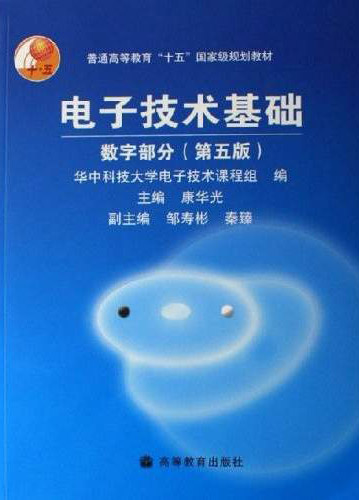 十·五
普通高等教育“十五”国家级规划教材
电子技术基础
数字部分（第五版）
华中科技大学电子技术课程组 编
主编 康华光
副主编 邹寿彬 秦臻
高等教育出版社